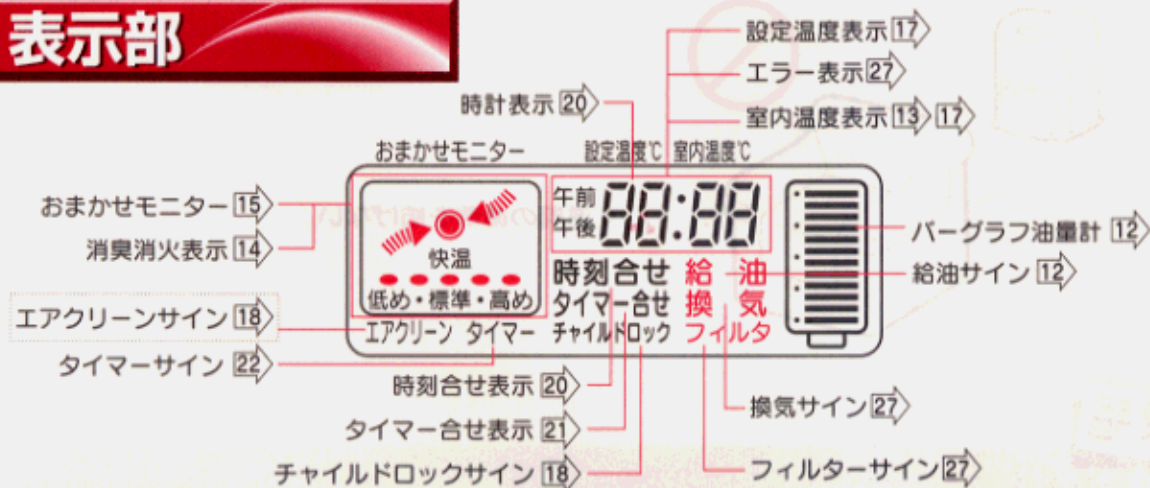 表示部
設定温度表示 17
エラー表示 27
時計表示 20
室内温度表示 13 17
おまかせモニター 設定温度℃ 室内温度℃
おまかせモニター 15
消臭消火表示 14
午前
午後
88:88
快温
低め・標準・高め
時刻合せ 給油
タイマー合せ 換気
エアクリーン タイマー チャイルドロック フィルタ
バーグラフ油量計 12
給油サイン 12
エアクリーンサイン 18
タイマーサイン 22
時刻合せ表示 20
換気サイン 27
タイマー合せ表示 21
チャイルドロックサイン 18
フィルターサイン 27